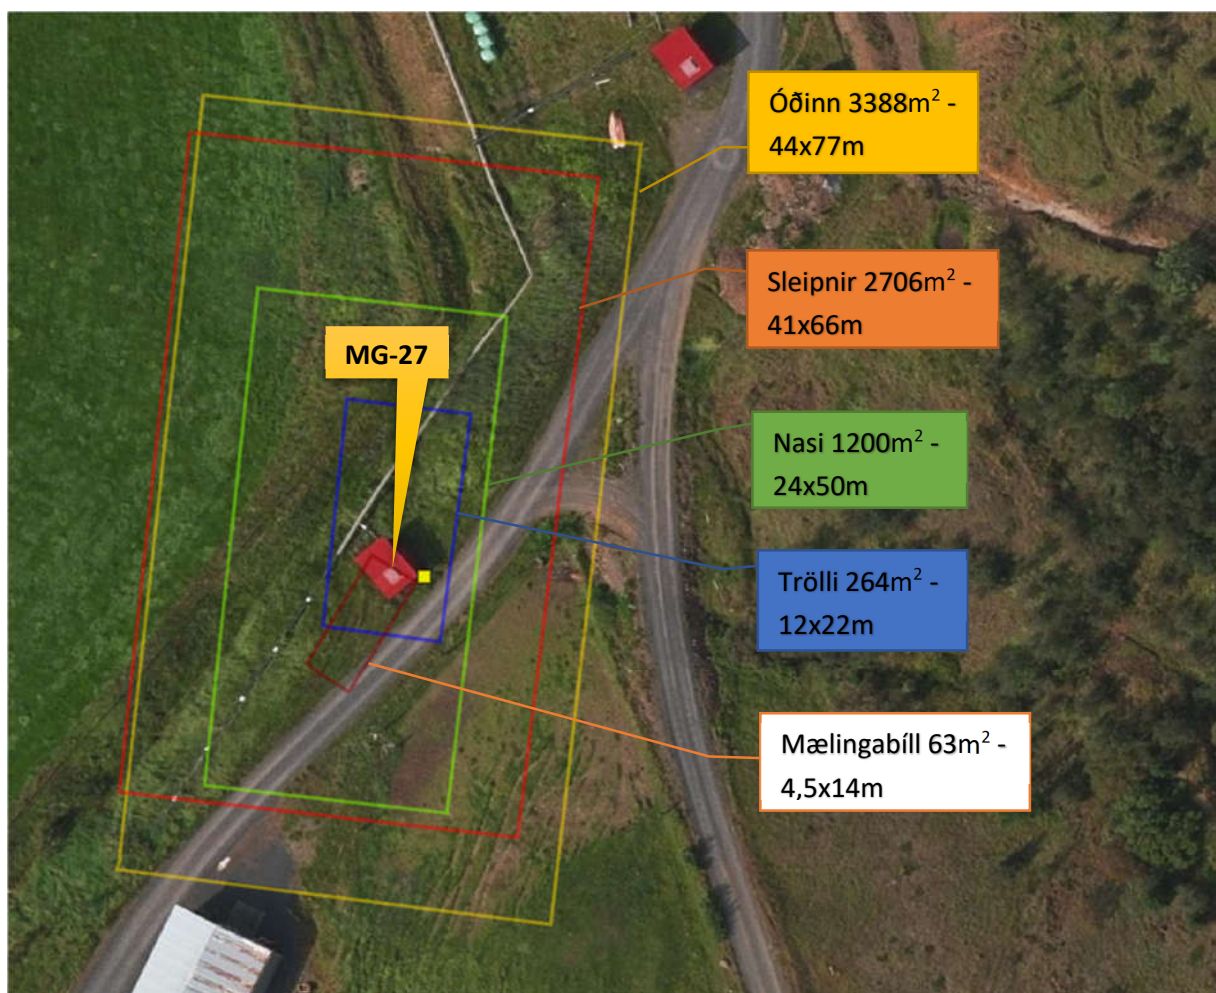 Óðinn 3388m² -
44x77m
Sleipnir 2706m² -
41x66m
MG-27
Nasi 1200m² -
24x50m
Trölli 264m² -
12x22m
Mælingabíll 63m² -
4,5x14m